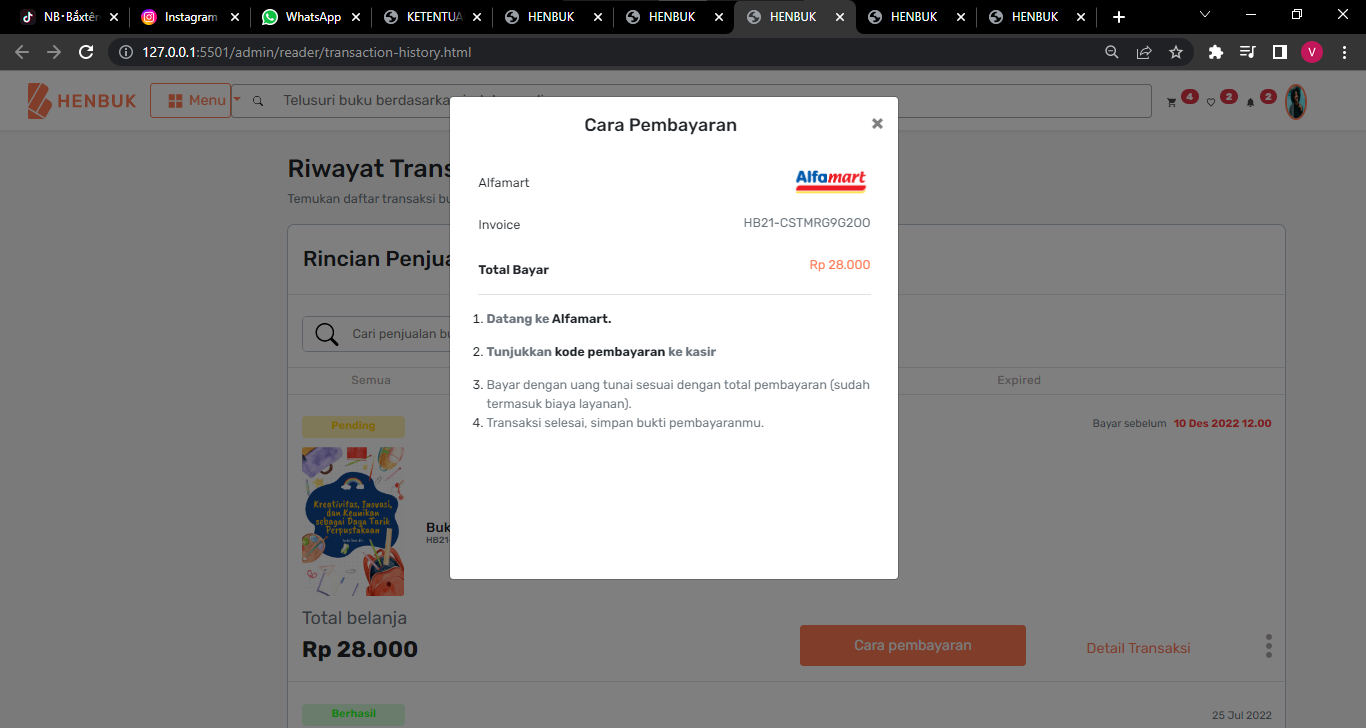 NB•Båxtên
Instagram
WhatsApp
KETENTUA
HENBUK
HENBUK
HENBUK
HENBUK
HENBUK
127.0.0.1:5501/admin/reader/transaction-history.html
V
HENBUK
Menu
Telusuri buku berdasarka
4
2
2
Riwayat Trans
Temukan daftar transaksi bu
Rincian Penjua
Cari penjualan bu
Semua
Expired
Pending
Bayar sebelum 10 Des 2022 12.00
Kreativitas, Inovasi,
dan Keunikan
sebagai Daya Tarik
Perpustakaan
Buk
HB21-
Total belanja
Rp 28.000
Cara pembayaran
Detail Transaksi
Berhasil
25 Jul 2022
Cara Pembayaran
×
Alfamart
Alfamart
Invoice
HB21-CSTMRG9G2OO
Total Bayar
Rp 28.000
1. Datang ke Alfamart.
2. Tunjukkan kode pembayaran ke kasir
3. Bayar dengan uang tunai sesuai dengan total pembayaran (sudah
termasuk biaya layanan).
4. Transaksi selesai, simpan bukti pembayaranmu.